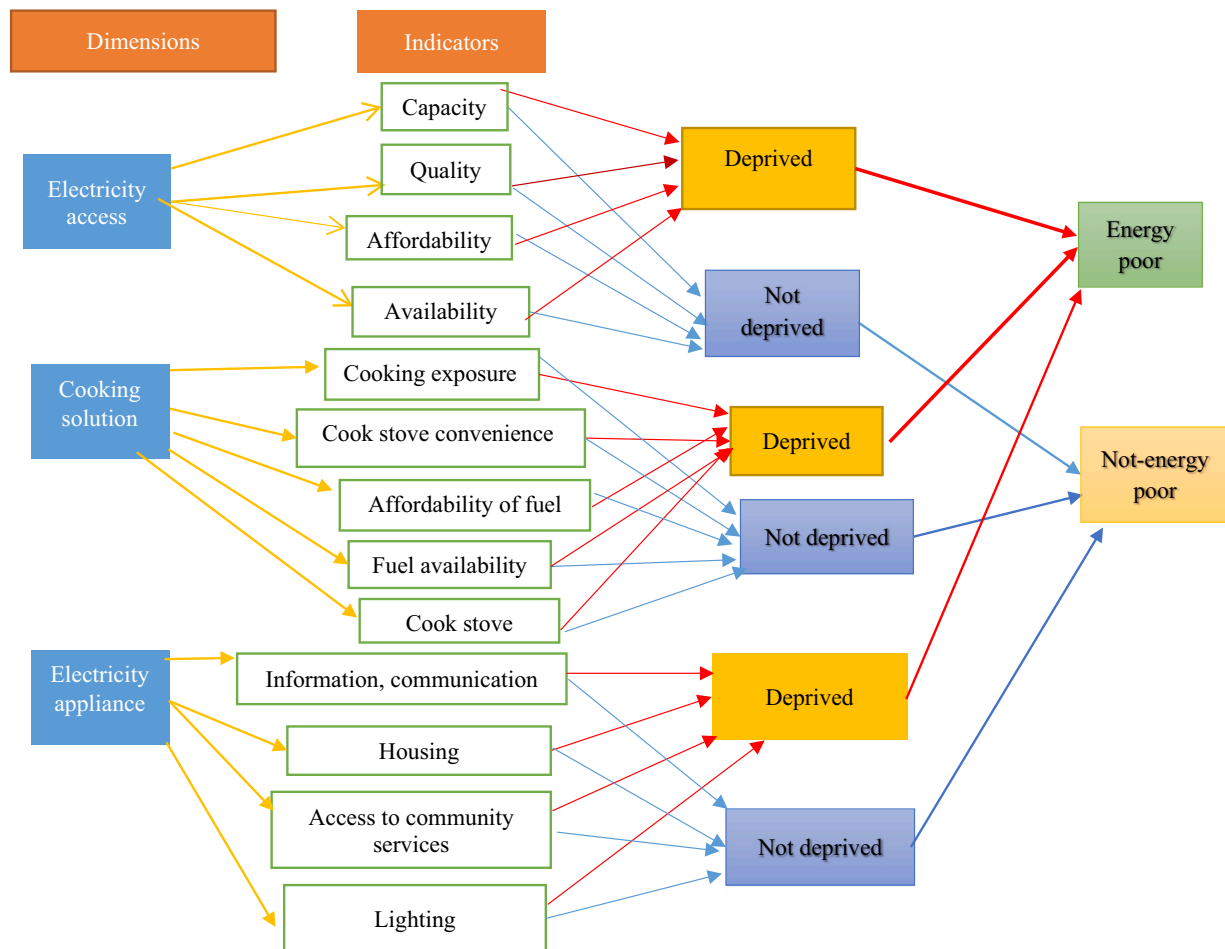 Dimensions
Indicators
Capacity
Deprived
Quality
Electricity
access
Affordability
Energy
poor
Availability
Not
deprived
Cooking exposure
Cooking
solution
Cook stove convenience
Deprived
Not-energy
poor
Affordability of fuel
Not deprived
Fuel availability
Cook stove
Electricity
appliance
Information, communication
Deprived
Housing
Access to community
services
Not deprived
Lighting